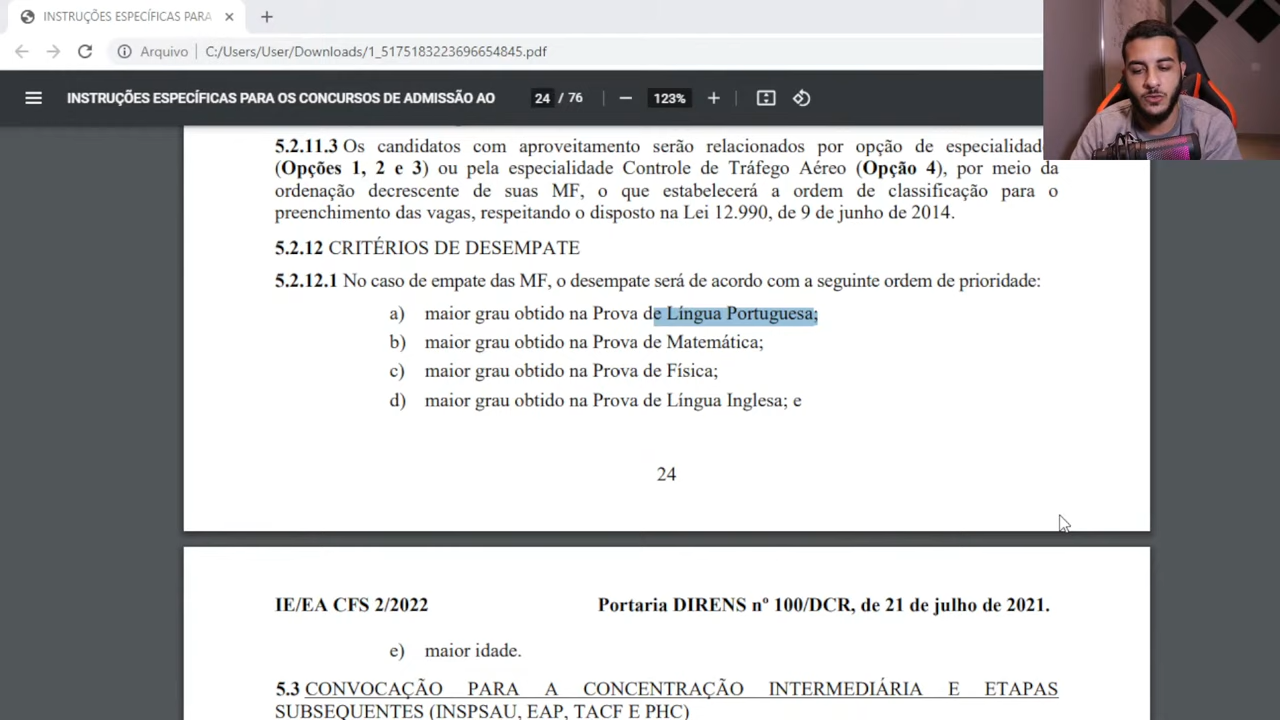 INSTRUÇÕES ESPECÍFICAS PARA
Arquivo C:/Users/User/Downloads/1_5175183223696654845.pdf
INSTRUÇÕES ESPECÍFICAS PARA OS CONCURSOS DE ADMISSÃO AO 24 / 76 123%
5.2.11.3 Os candidatos com aproveitamento serão relacionados por opção de especialidade
(Opções 1, 2 e 3) ou pela especialidade Controle de Tráfego Aéreo (Opção 4), por meio da
ordenação decrescente de suas MF, o que estabelecerá a ordem de classificação para o
preenchimento das vagas, respeitando o disposto na Lei 12.990, de 9 de junho de 2014.
5.2.12 CRITÉRIOS DE DESEMPATE
5.2.12.1 No caso de empate das MF, o desempate será de acordo com a seguinte ordem de prioridade:
a) maior grau obtido na Prova de Língua Portuguesa;
b) maior grau obtido na Prova de Matemática;
c) maior grau obtido na Prova de Física;
d) maior grau obtido na Prova de Língua Inglesa; e
24
IE/EA CFS 2/2022 Portaria DIRENS nº 100/DCR, de 21 de julho de 2021.
e) maior idade.
5.3 CONVOCAÇÃO PARA A CONCENTRAÇÃO INTERMEDIÁRIA E ETAPAS
SUBSEQUENTES (INSPSAU, EAP, TACF E PHC)